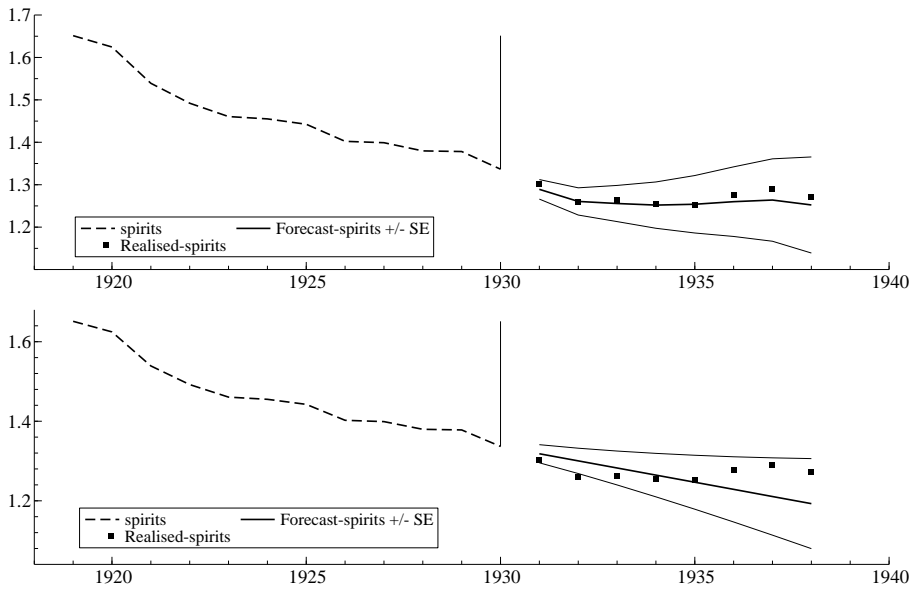 1.7
1.6
1.5
1.4
1.3
1.2
spirits Forecast-spirits +/- SE
Realised-spirits
1920 1925 1930 1935 1940
1.6
1.4
1.2
spirits Forecast-spirits +/- SE
Realised-spirits
1920 1925 1930 1935 1940